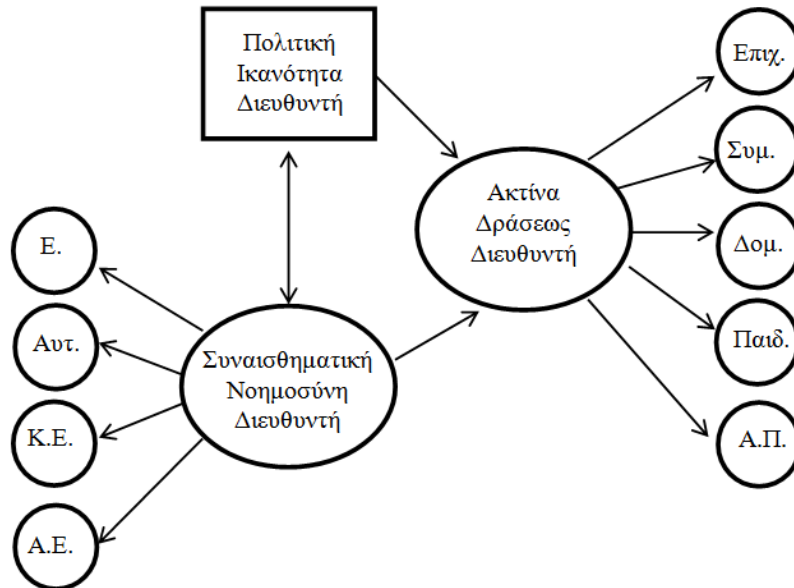 Πολιτική
Ικανότητα
Διευθυντή
Επιχ.
Συμ.
Ακτίνα
Δράσεως
Διευθυντή
Δομ.
Παιδ.
Α.Π.
Ε.
Αυτ.
Κ.Ε.
Α.Ε.
Συναισθηματική
Νοημοσύνη
Διευθυντή